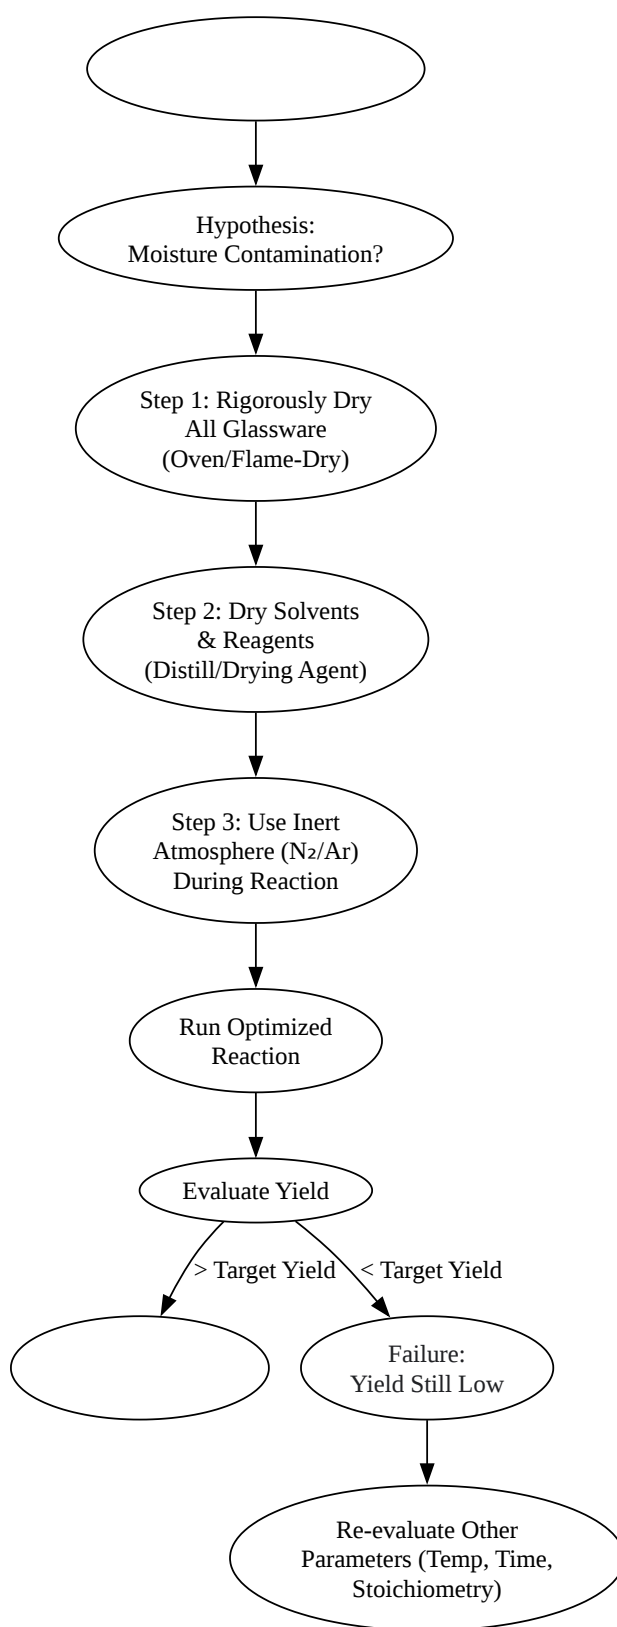 Hypothesis:
Moisture Contamination?
Step 1: Rigorously Dry
All Glassware
(Oven/Flame-Dry)
Step 2: Dry Solvents
& Reagents
(Distill/Drying Agent)
Step 3: Use Inert
Atmosphere (N₂/Ar)
During Reaction
Run Optimized
Reaction
Evaluate Yield
> Target Yield
< Target Yield
Failure:
Yield Still Low
Re-evaluate Other
Parameters (Temp, Time,
Stoichiometry)